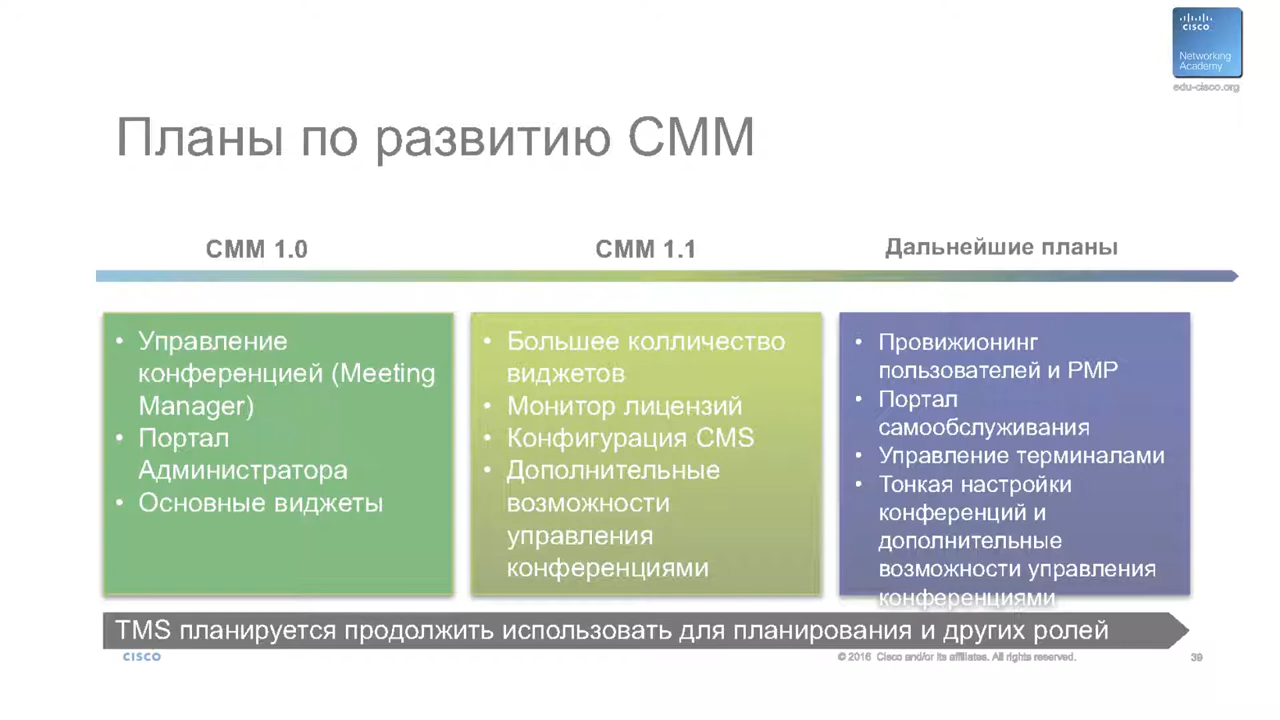 CISCO
Networking
Academy
edu-cisco.org
Планы по развитию СММ
СММ 1.0
СММ 1.1
Дальнейшие планы
• Управление
конференцией (Meeting
Manager)
• Портал
Администратора
• Основные виджеты
• Большее колличество
виджетов
• Монитор лицензий
• Конфигурация CMS
• Дополнительные
возможности
управления
конференциями
• Провижионинг
пользователей и PMP
• Портал
самообслуживания
• Управление терминалами
• Тонкая настройки
конференций и
дополнительные
возможности управления
конференциями
TMS планируется продолжить использовать для планирования и других ролей
CISCO
© 2016 Cisco and/or its affiliates. All rights reserved.
39